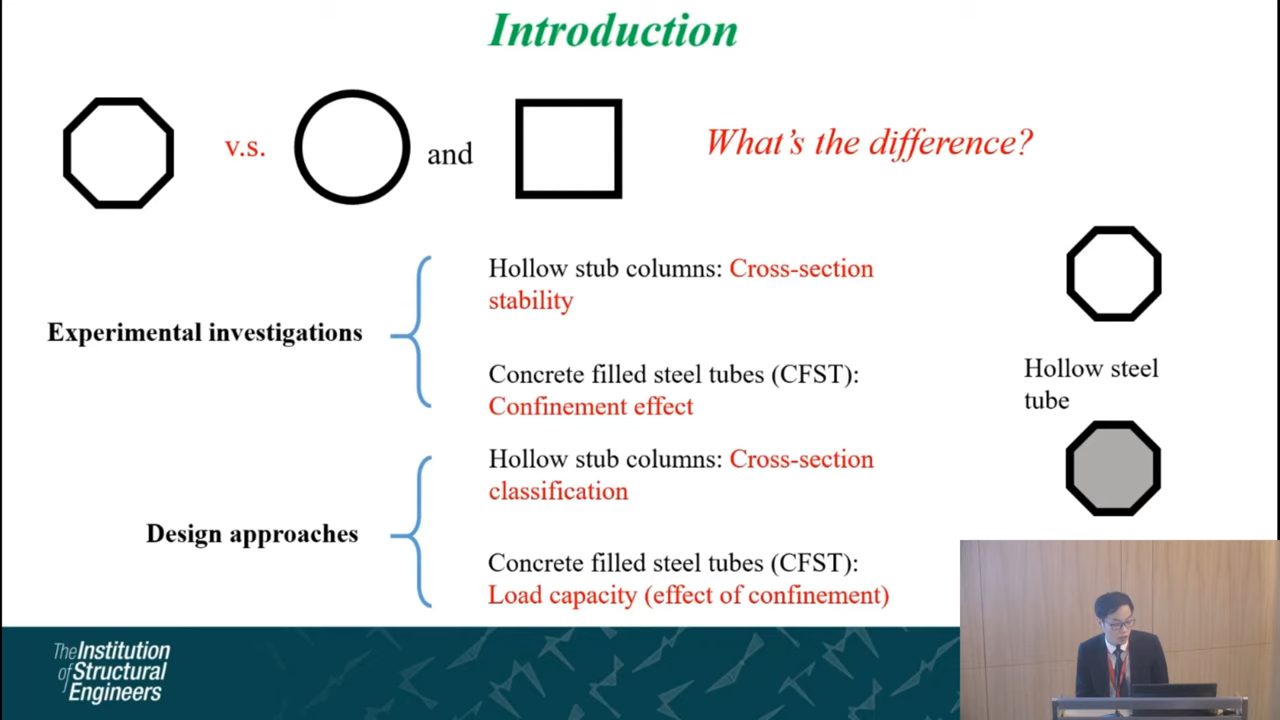 Introduction
v.s.
and
What's the difference?
Experimental investigations
Hollow stub columns: Cross-section
stability
Concrete filled steel tubes (CFST):
Confinement effect
Hollow steel
tube
Design approaches
Hollow stub columns: Cross-section
classification
Concrete filled steel tubes (CFST):
Load capacity (effect of confinement)
The Institution
of Structural
Engineers